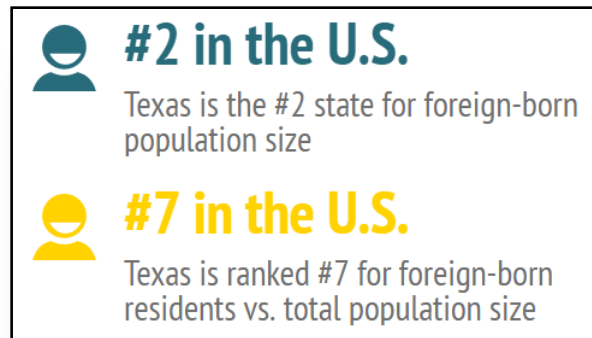 #2 in the U.S.
Texas is the #2 state for foreign-born
population size
#7 in the U.S.
Texas is ranked #7 for foreign-born
residents vs. total population size